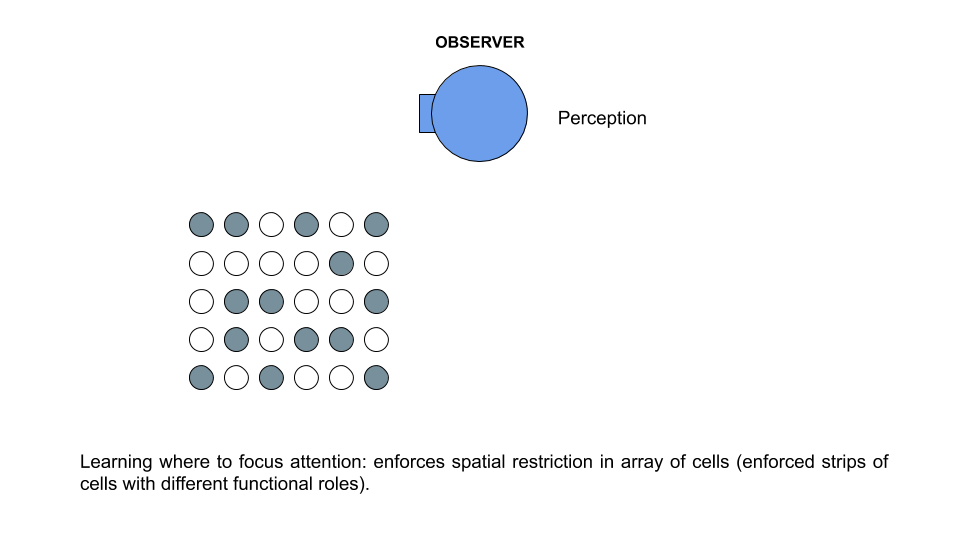 OBSERVER
Perception
Learning where to focus attention: enforces spatial restriction in array of cells (enforced strips of
cells with different functional roles).